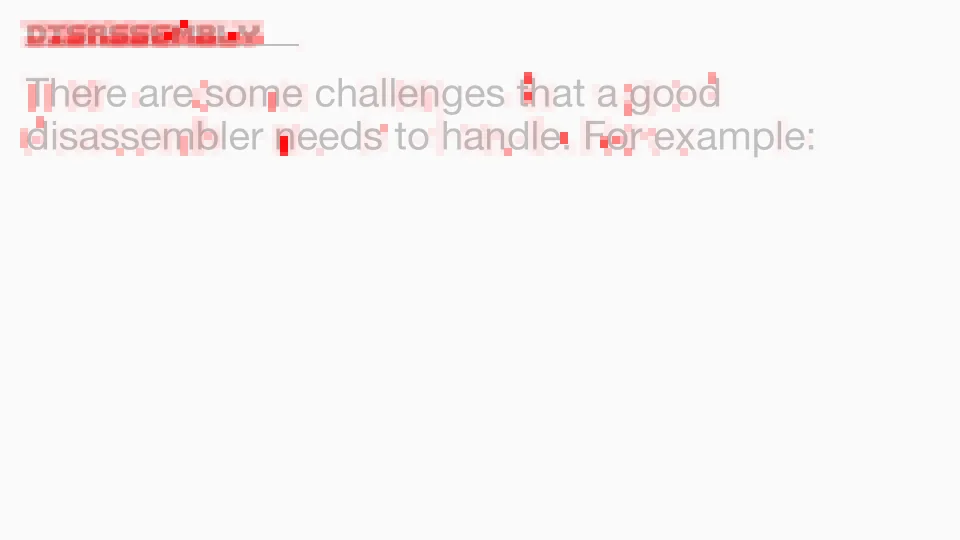 DISASSEMBLY
There are some challenges that a good
disassembler needs to handle. For example: